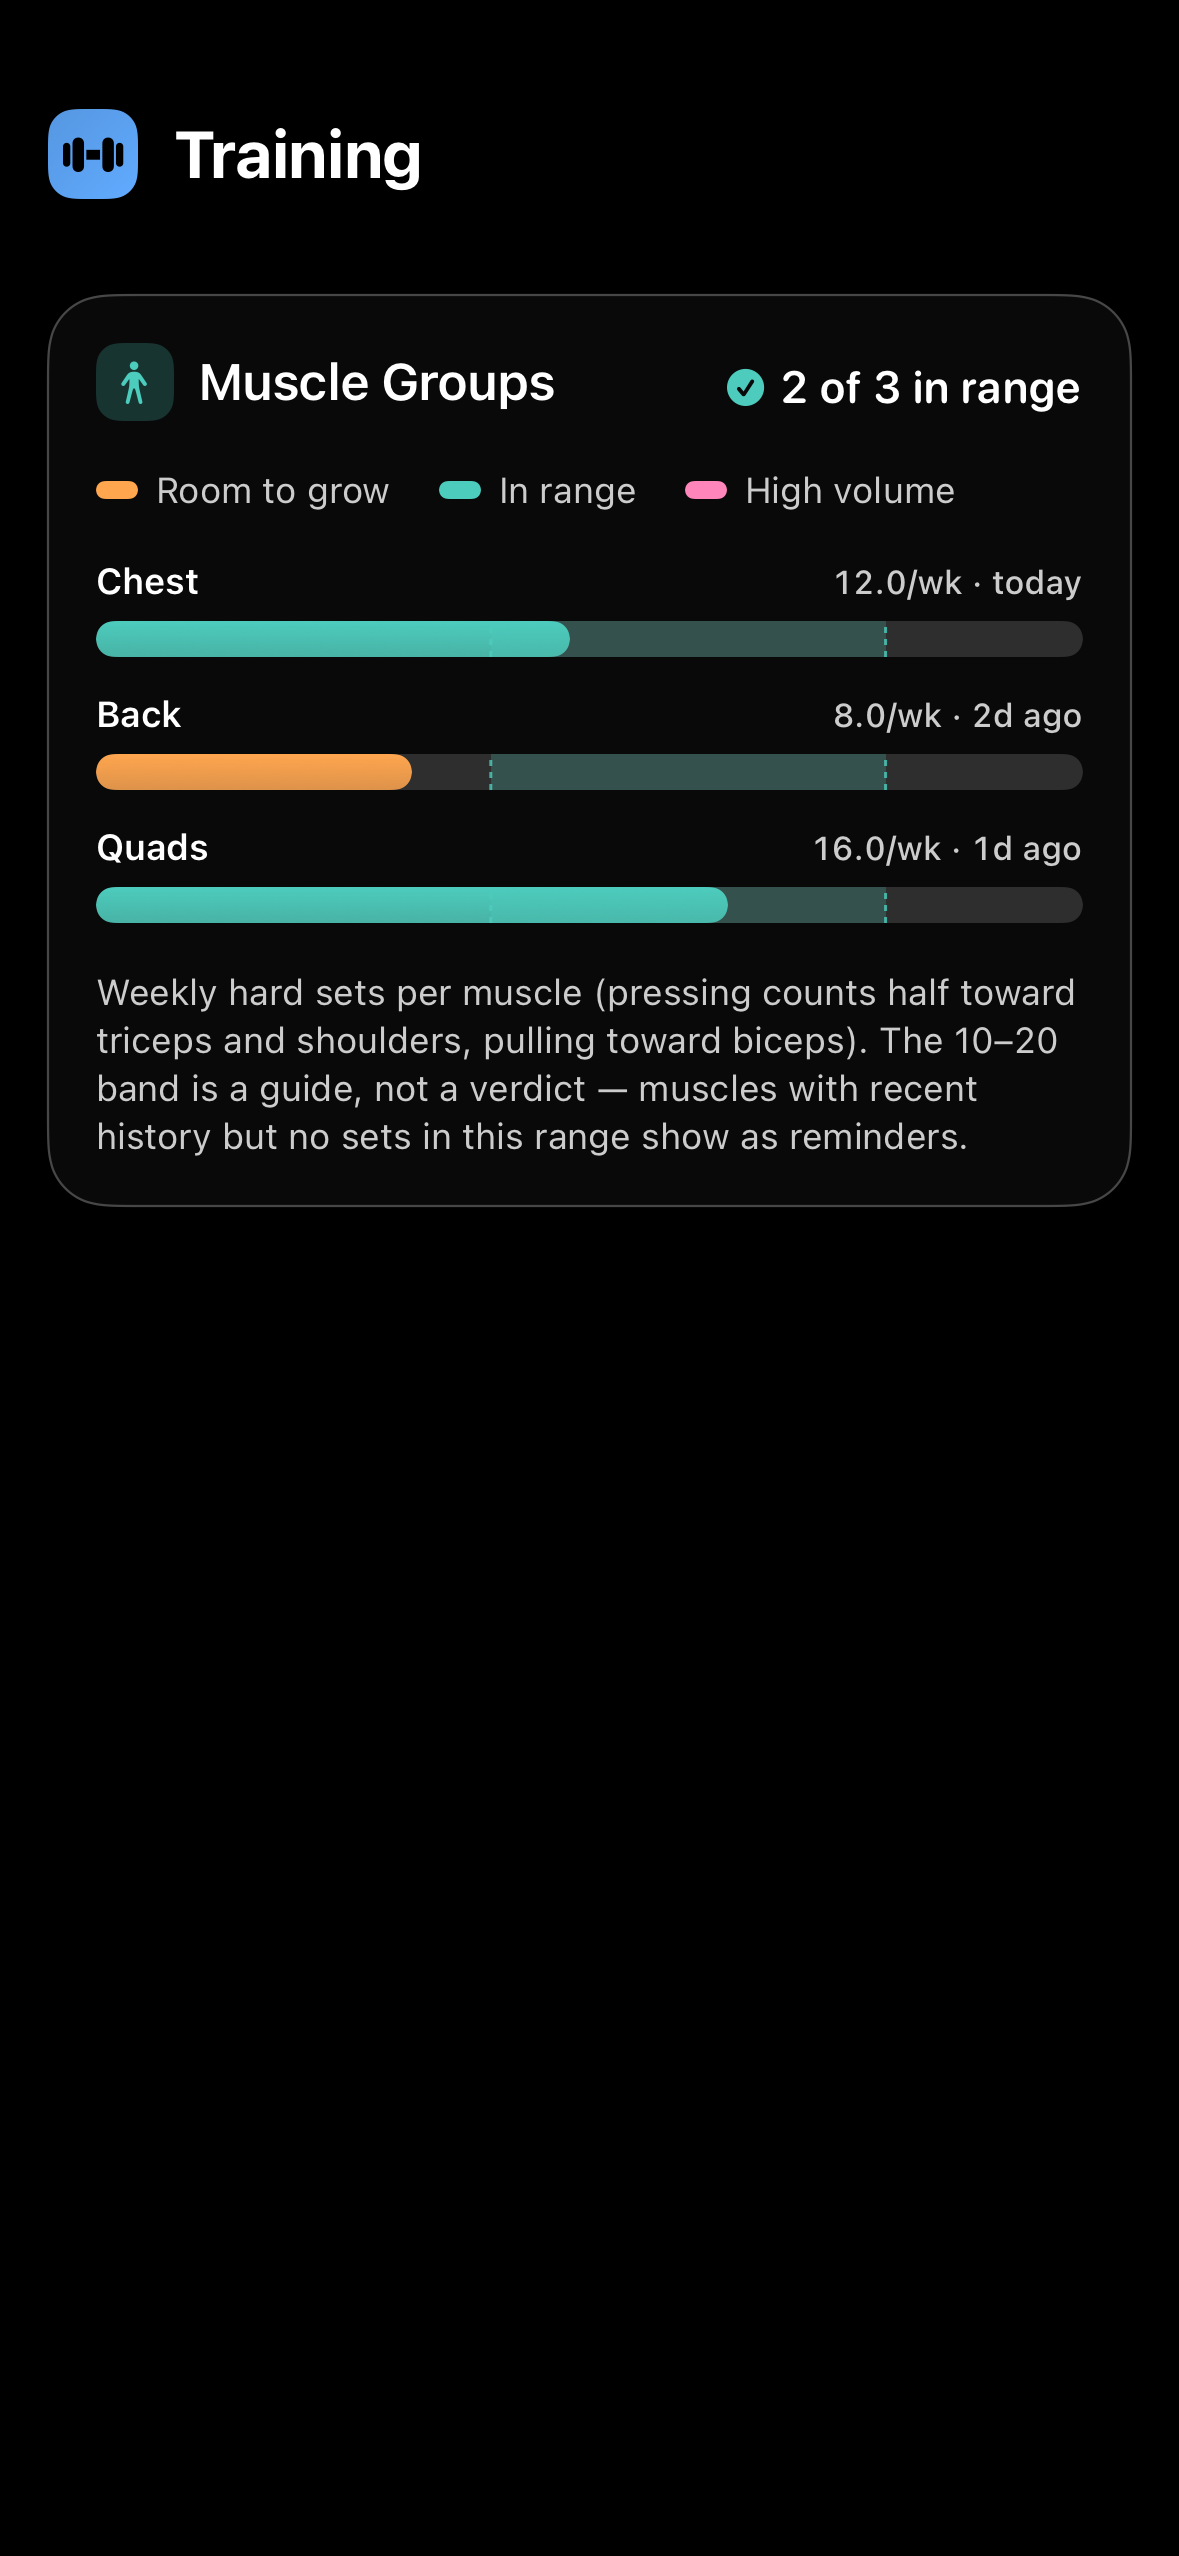 Training
Muscle Groups
2 of 3 in range
Room to grow
In range
High volume
Chest
12.0/wk · today
Back
8.0/wk · 2d ago
Quads
16.0/wk · 1d ago
Weekly hard sets per muscle (pressing counts half toward
triceps and shoulders, pulling toward biceps). The 10–20
band is a guide, not a verdict — muscles with recent
history but no sets in this range show as reminders.